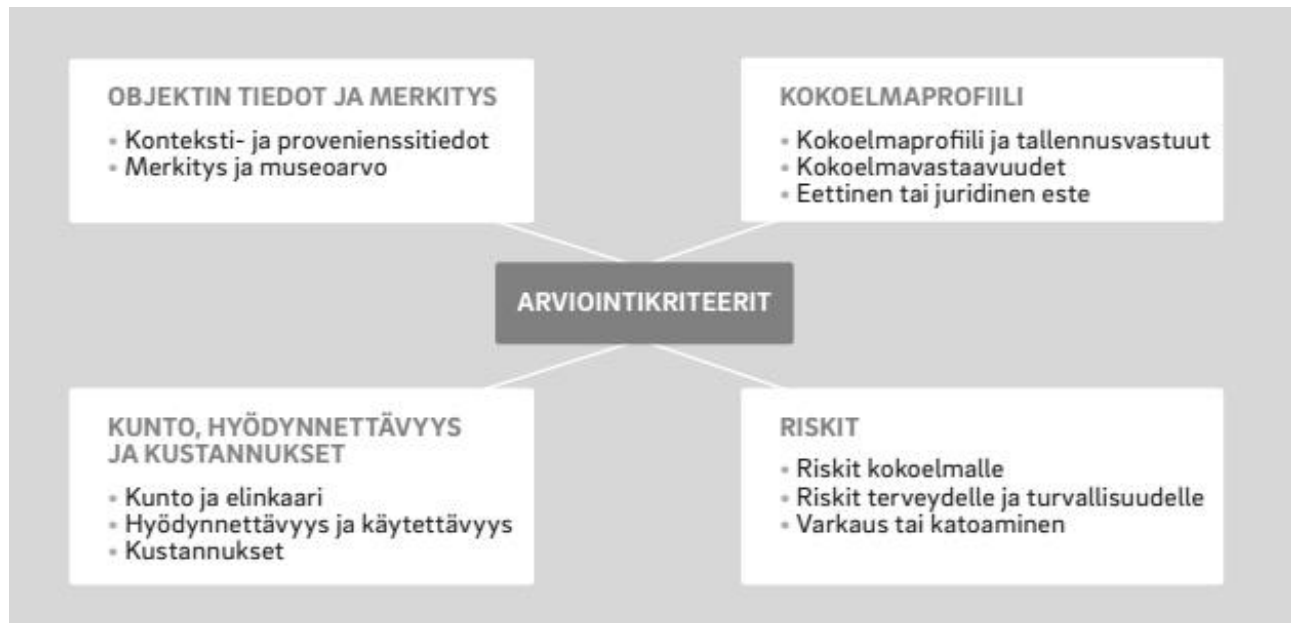 OBJEKTIN TIEDOT JA MERKITYS
• Konteksti- ja provenienssitiedot
• Merkitys ja museoarvo
KOKOELMAPROFIILI
• Kokoelmaprofiili ja tallennusvastuut
• Kokoelmavastaavuudet
• Eettinen tai juridinen este
ARVIOINTIKRITEERIT
KUNTO, HYÖDYNNETTÄVYYS
JA KUSTANNUKSET
• Kunto ja elinkaari
• Hyödynnettävyys ja käytettävyys
• Kustannukset
RISKIT
• Riskit kokoelmalle
• Riskit terveydelle ja turvallisuudelle
• Varkaus tai katoaminen